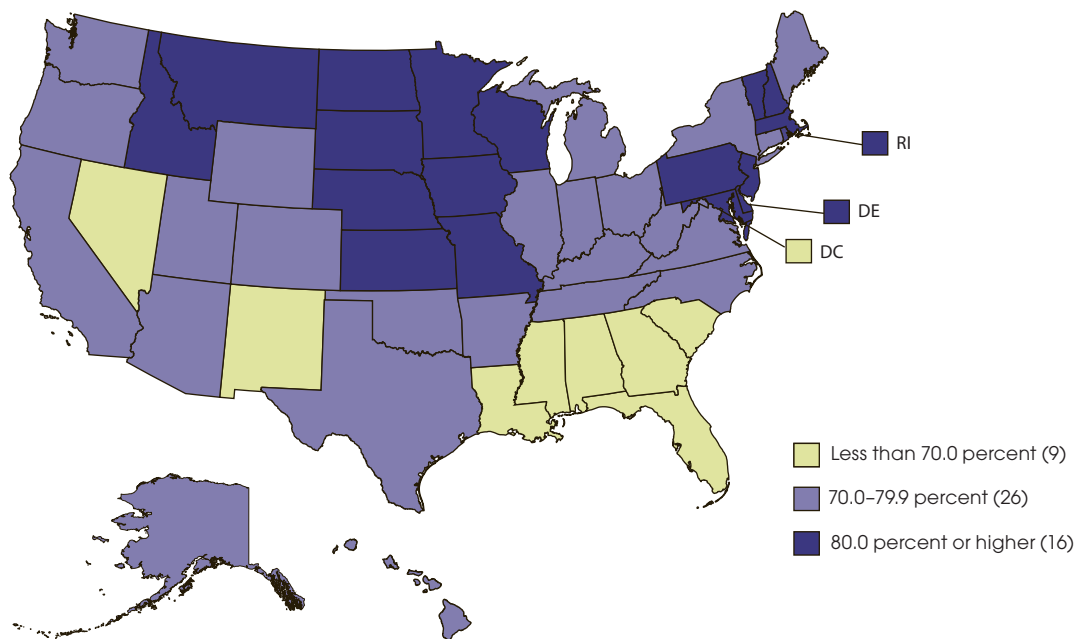 RI
DE
DC
Less than 70.0 percent (9)
70.0–79.9 percent (26)
80.0 percent or higher (16)